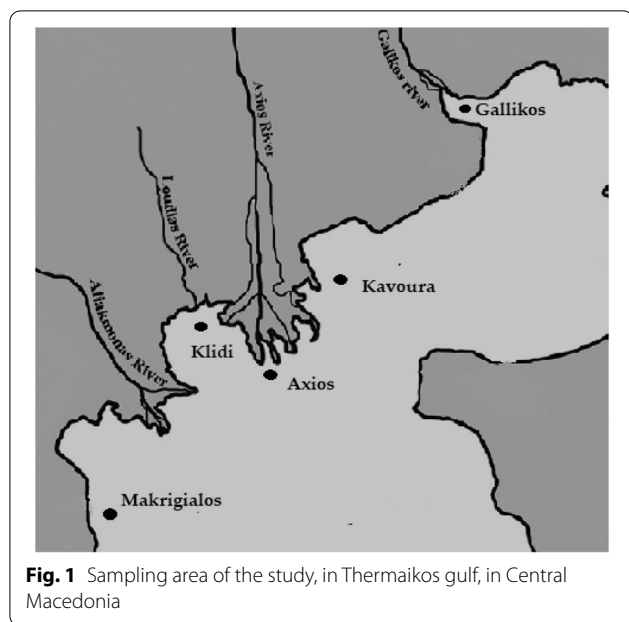 Gallikos river
Gallikos
Axios River
Loudias River
Kavoura
Aliakmonas River
Klidi
Axios
Makrigialos
Fig. 1 Sampling area of the study, in Thermaikos gulf, in Central
Macedonia